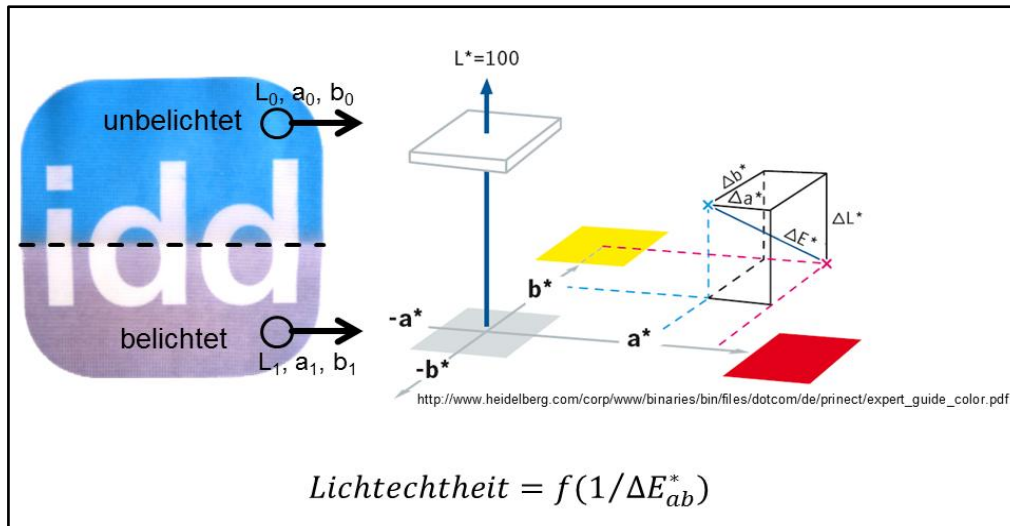 L*=100
L₀, a₀, b₀
unbelichtet
idd
belichtet
L₁, a₁, b₁
Δb*
Δa*
ΔL*
ΔE*
b*
-a*
a*
-b*
http://www.heidelberg.com/corp/www/binaries/bin/files/dotcom/de/prinect/expert_guide_color.pdf
Lichtechtheit = f(1/ΔE*ab)